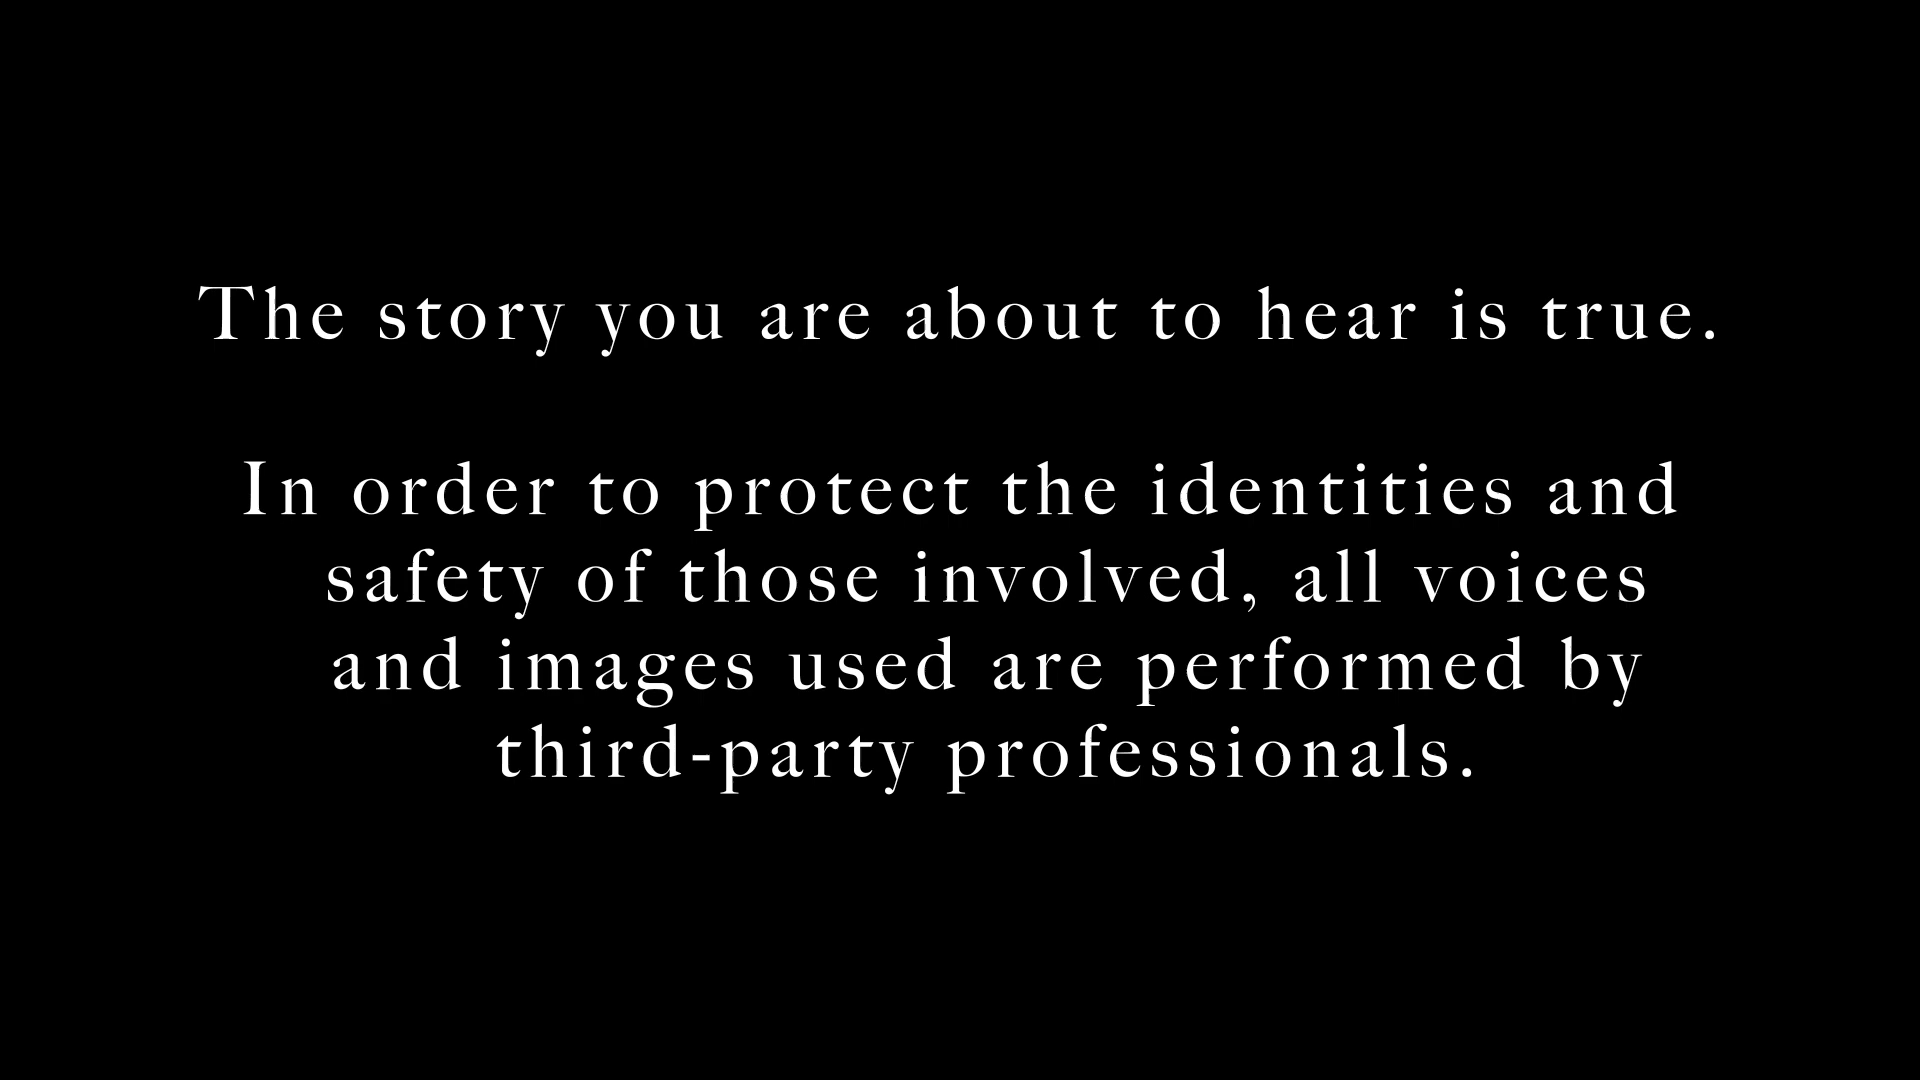 The story you are about to hear is true.
In order to protect the identities and
safety of those involved, all voices
and images used are performed by
third-party professionals.